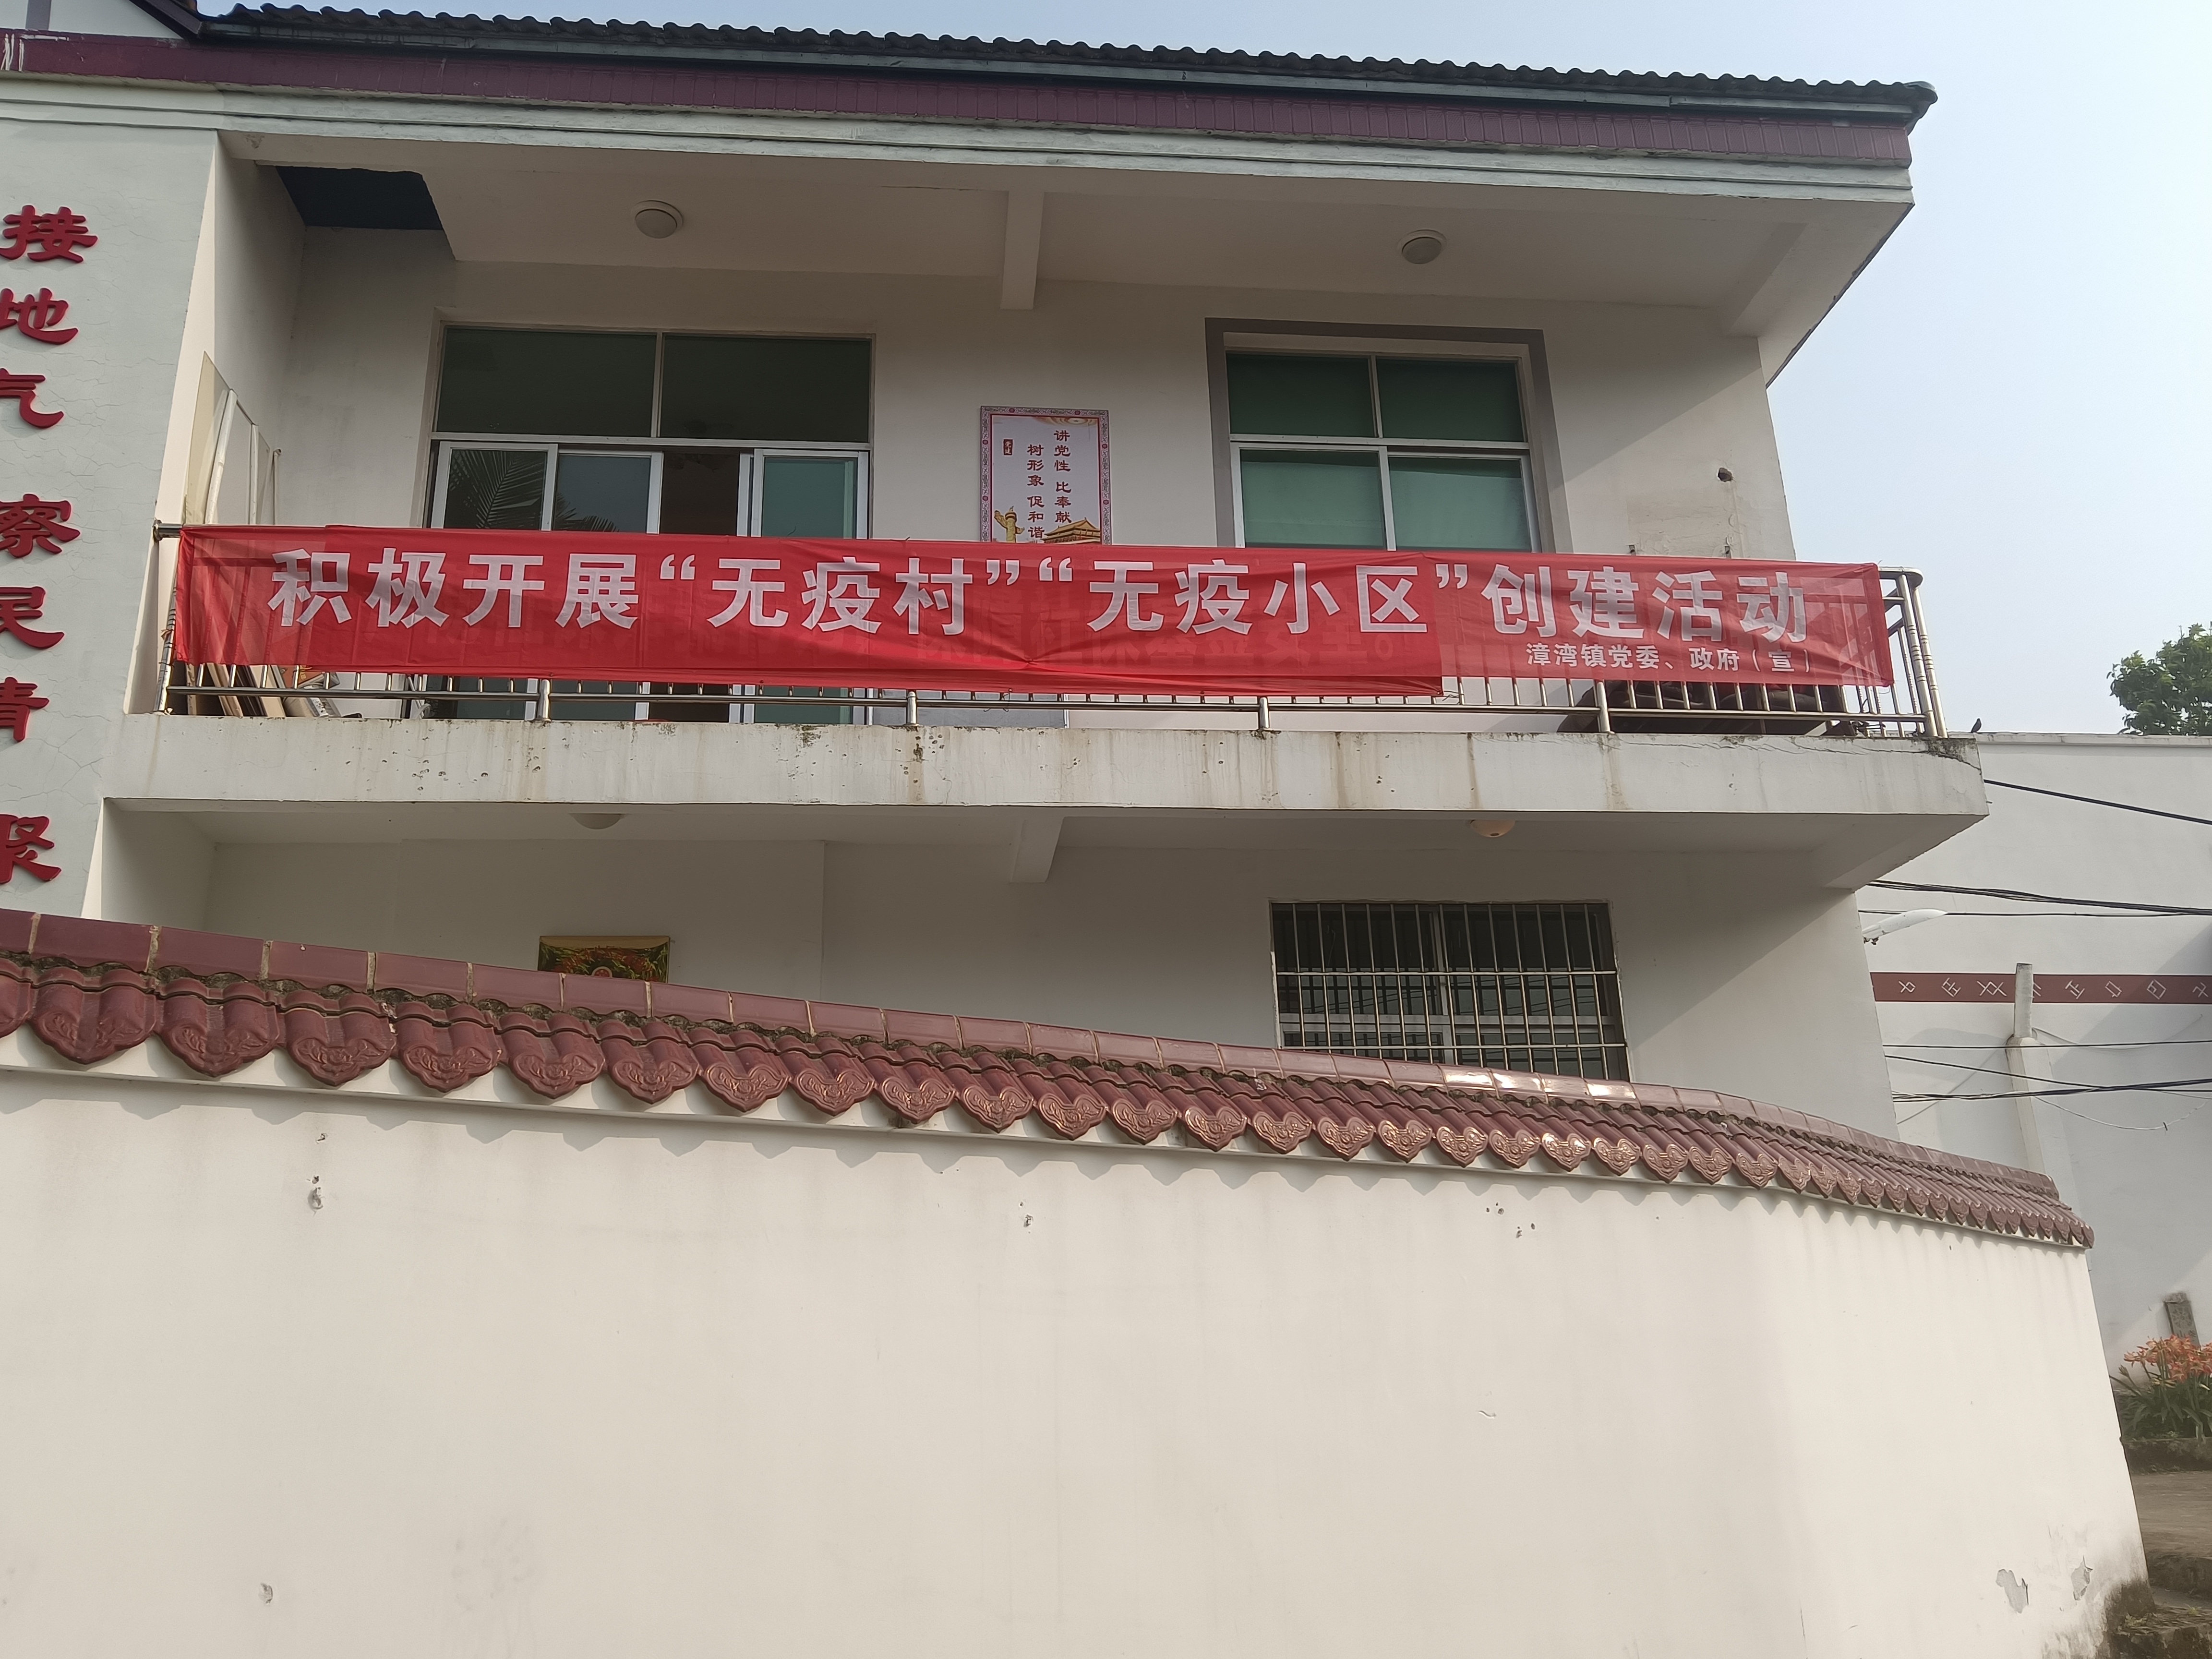 接地气 察民情 聚
讲党性 比奉献
树形象 促和谐
积极开展“无疫村”“无疫小区”创建活动
漳湾镇党委、政府（宣）